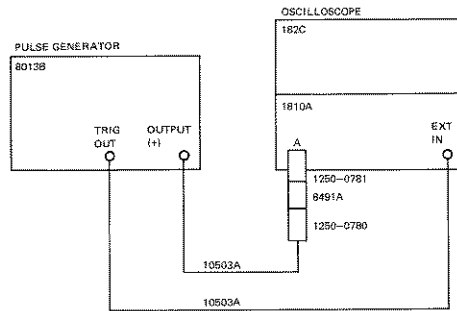 OSCILLOSCOPE
182C
PULSE GENERATOR
8013B
1810A
TRIG OUT
OUTPUT (+)
A
EXT IN
1250-0781
8491A
1250-0780
10503A
10503A